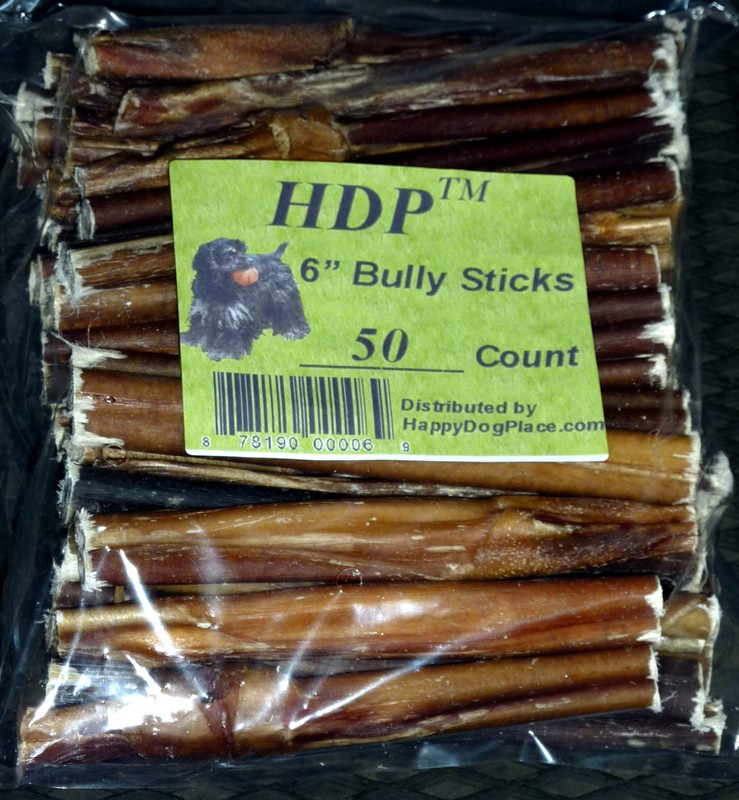 HDP™
6” Bully Sticks
50 Count
Distributed by
HappyDogPlace.com
8 78190 00006 9